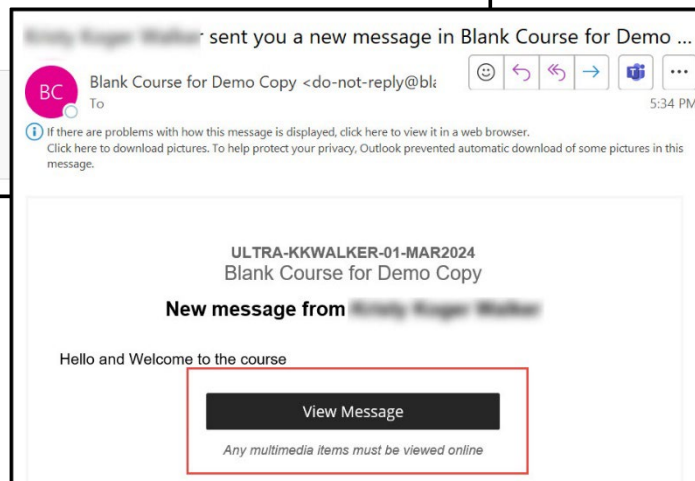 sent you a new message in Blank Course for Demo ...
BC
Blank Course for Demo Copy <do-not-reply@bla
To
5:34 PM
If there are problems with how this message is displayed, click here to view it in a web browser.
Click here to download pictures. To help protect your privacy, Outlook prevented automatic download of some pictures in this
message.
ULTRA-KKWALKER-01-MAR2024
Blank Course for Demo Copy
New message from
Hello and Welcome to the course
View Message
Any multimedia items must be viewed online